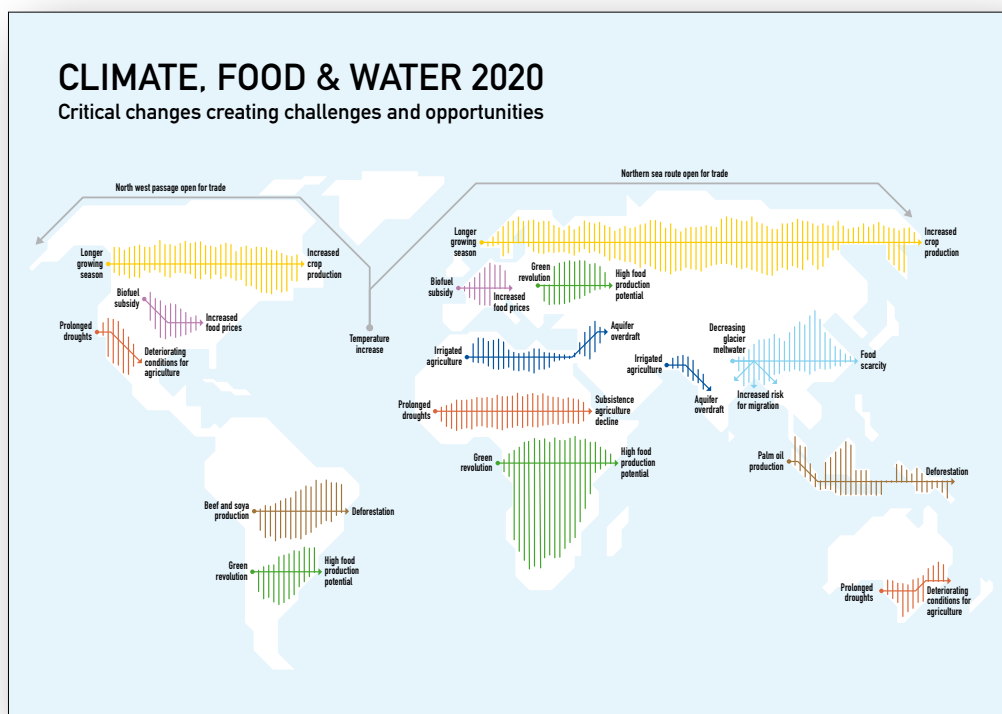 CLIMATE, FOOD & WATER 2020
Critical changes creating challenges and opportunities
North west passage open for trade
Northern sea route open for trade
Longer
growing
season
Increased
crop
production
Longer
growing
season
Increased
crop
production
Biofuel
subsidy
Increased
food prices
Prolonged
droughts
Deteriorating
conditions for
agriculture
Temperature
increase
Biofuel
subsidy
Increased
food prices
Green
revolution
High food
production
potential
Irrigated
agriculture
Aquifer
overdraft
Irrigated
agriculture
Aquifer
overdraft
Decreasing
glacier
meltwater
Food
scarcity
Increased risk
for migration
Prolonged
droughts
Subsistence
agriculture
decline
Green
revolution
High food
production
potential
Palm oil
production
Deforestation
Beef and soya
production
Deforestation
Green
revolution
High food
production
potential
Prolonged
droughts
Deteriorating
conditions for
agriculture